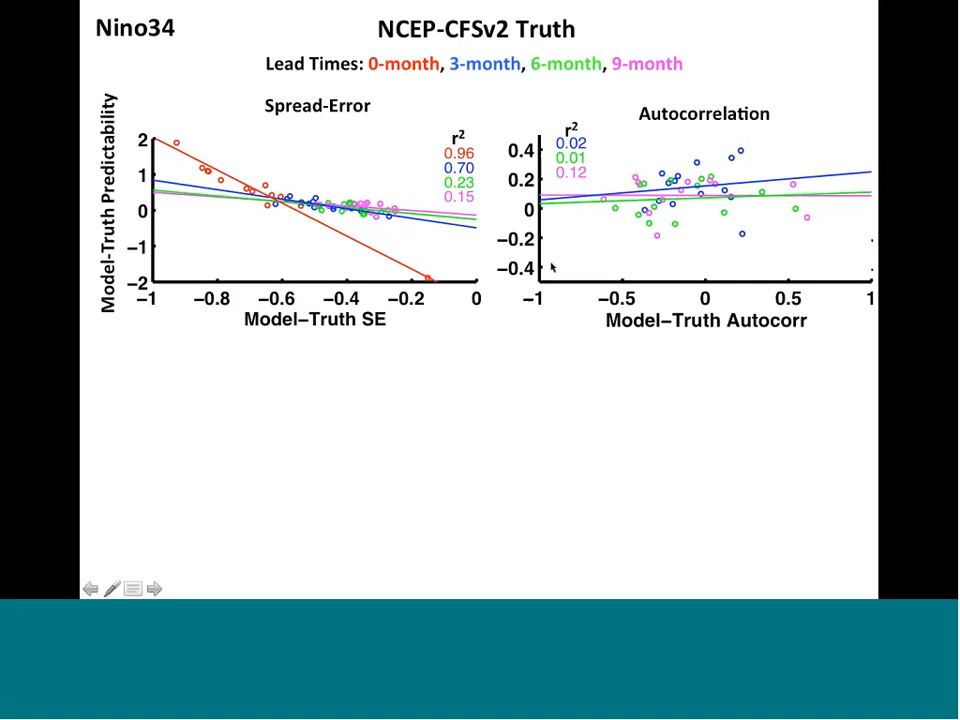 Nino34
NCEP-CFSv2 Truth
Lead Times: 0-month, 3-month, 6-month, 9-month
Model-Truth Predictability
Spread-Error
r2
0.96
0.70
0.23
0.15
2
1
0
−1
−2
−1 −0.8 −0.6 −0.4 −0.2 0
Model−Truth SE
Autocorrelation
r2
0.02
0.01
0.12
0.4
0.2
0
−0.2
−0.4
−1 −0.5 0 0.5 1
Model−Truth Autocorr